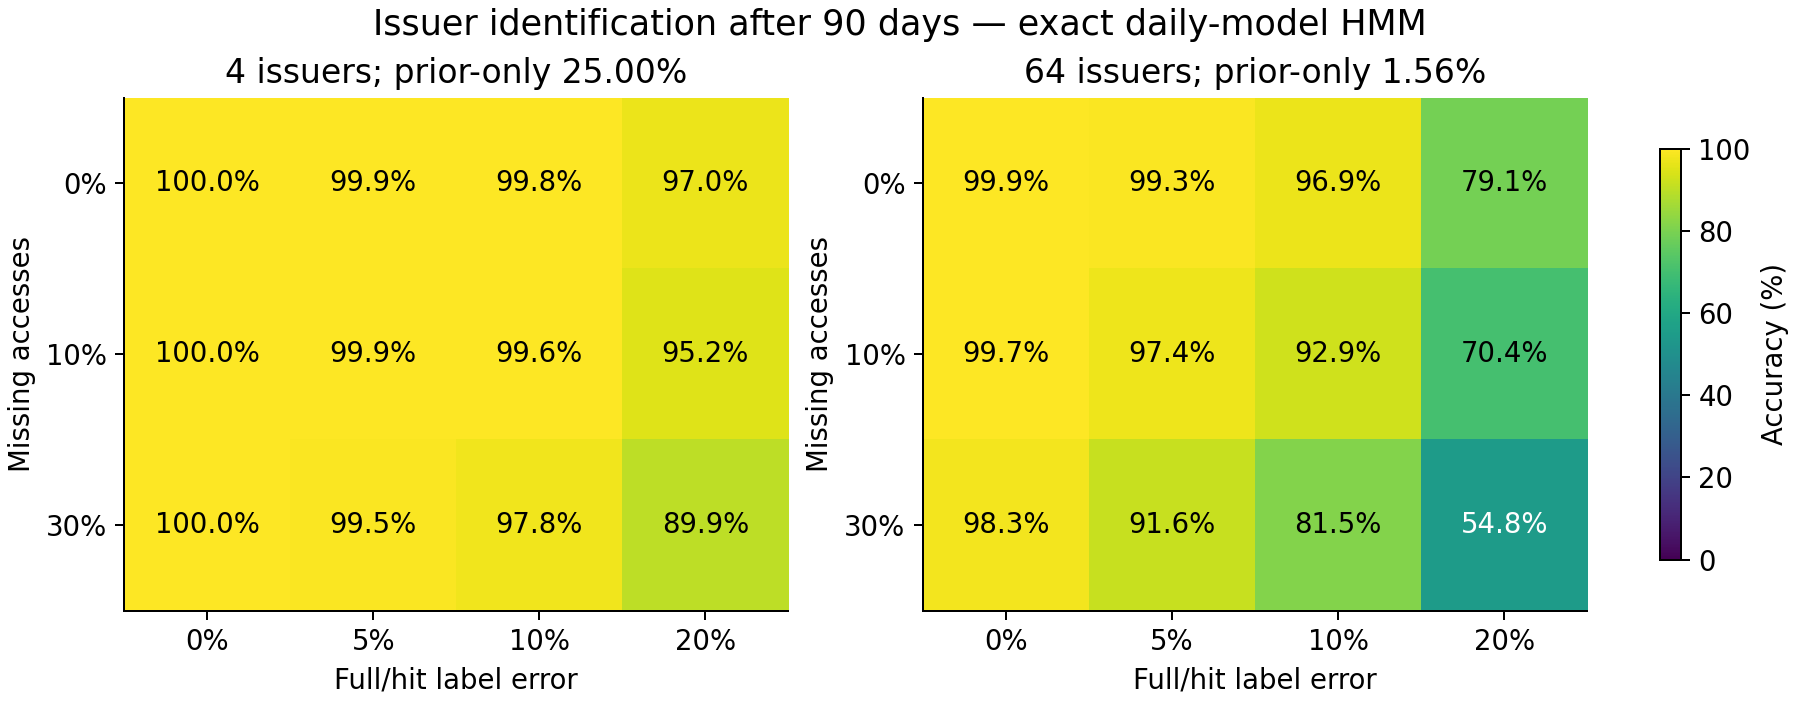 Issuer identification after 90 days — exact daily-model HMM
4 issuers; prior-only 25.00%
Missing accesses
0%
100.0% 99.9% 99.8% 97.0%
10%
100.0% 99.9% 99.6% 95.2%
30%
100.0% 99.5% 97.8% 89.9%
0% 5% 10% 20%
Full/hit label error
64 issuers; prior-only 1.56%
Missing accesses
0%
99.9% 99.3% 96.9% 79.1%
10%
99.7% 97.4% 92.9% 70.4%
30%
98.3% 91.6% 81.5% 54.8%
0% 5% 10% 20%
Full/hit label error
100
80
60
40
20
0
Accuracy (%)